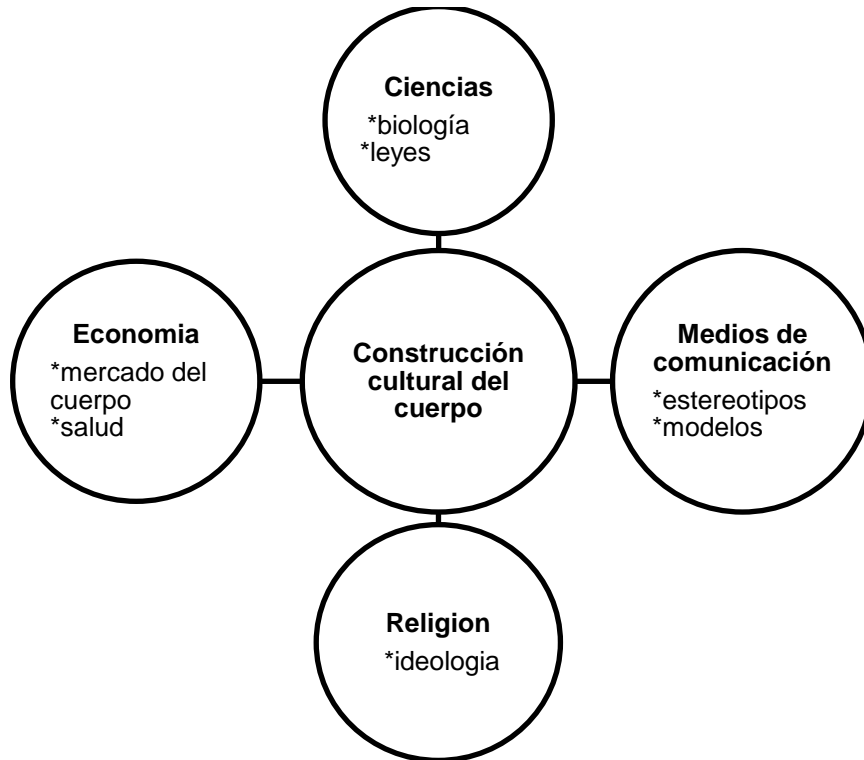 Ciencias
*biología
*leyes
Economia
*mercado del
cuerpo
*salud
Construcción
cultural del
cuerpo
Medios de
comunicación
*estereotipos
*modelos
Religion
*ideologia